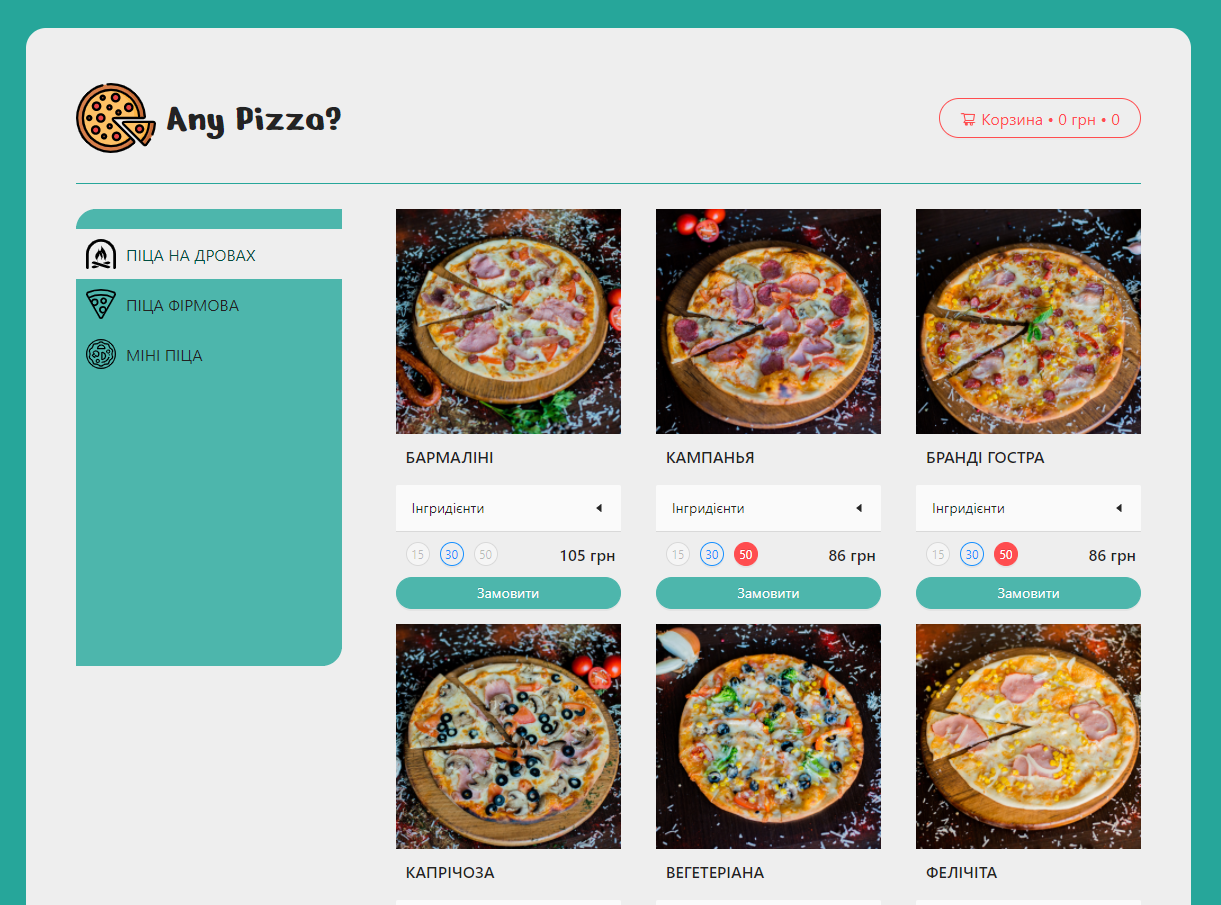 Any Pizza?
Корзина • 0 грн • 0
ПІЦА НА ДРОВАХ
ПІЦА ФІРМОВА
МІНІ ПІЦА
БАРМАЛІНІ
Інгридієнти
15 30 50 105 грн
Замовити
КАМПАНЬЯ
Інгридієнти
15 30 50 86 грн
Замовити
БРАНДІ ГОСТРА
Інгридієнти
15 30 50 86 грн
Замовити
КАПРІЧОЗА
ВЕГЕТЕРІАНА
ФЕЛІЧІТА